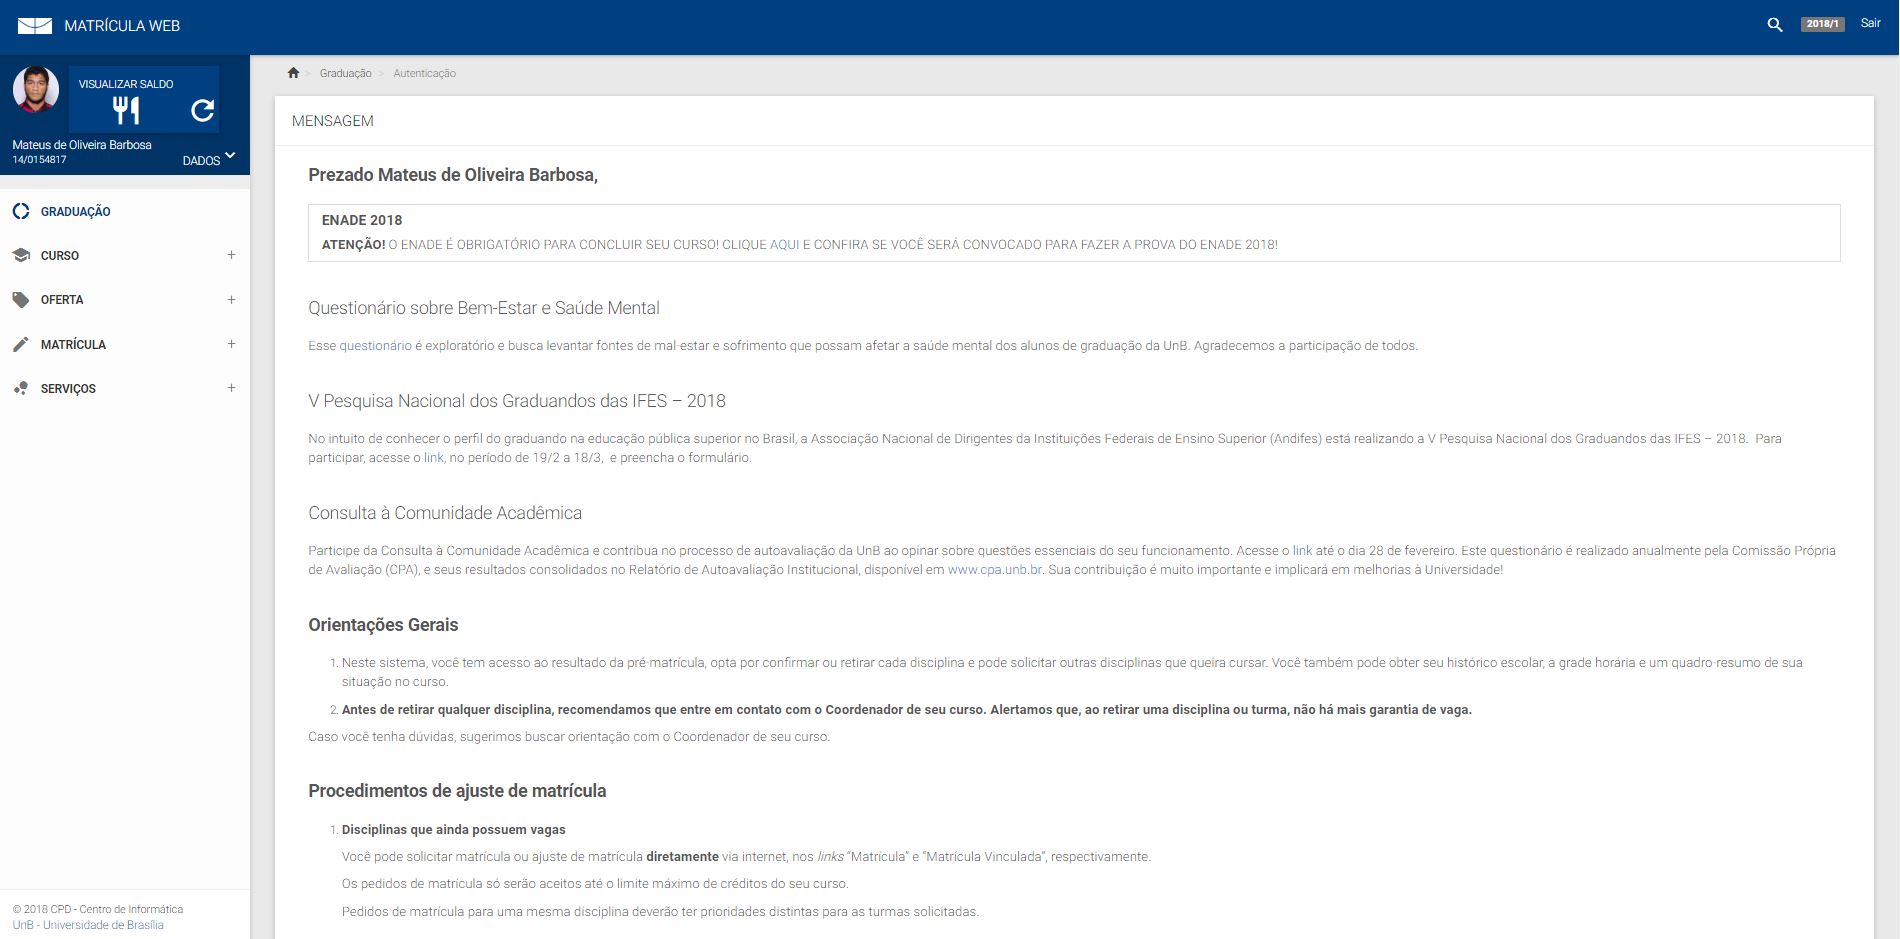 MATRÍCULA WEB
2018/1
Sair
VISUALIZAR SALDO
Mateus de Oliveira Barbosa
14/0154817
DADOS
GRADUAÇÃO
CURSO +
OFERTA +
MATRÍCULA +
SERVIÇOS +
© 2018 CPD - Centro de Informática
UnB - Universidade de Brasília
> Graduação > Autenticação
MENSAGEM
Prezado Mateus de Oliveira Barbosa,
ENADE 2018
ATENÇÃO! O ENADE É OBRIGATÓRIO PARA CONCLUIR SEU CURSO! CLIQUE AQUI E CONFIRA SE VOCÊ SERÁ CONVOCADO PARA FAZER A PROVA DO ENADE 2018!
Questionário sobre Bem-Estar e Saúde Mental
Esse questionário é exploratório e busca levantar fontes de mal-estar e sofrimento que possam afetar a saúde mental dos alunos de graduação da UnB. Agradecemos a participação de todos.
V Pesquisa Nacional dos Graduandos das IFES – 2018
No intuito de conhecer o perfil do graduando na educação pública superior no Brasil, a Associação Nacional de Dirigentes da Instituições Federais de Ensino Superior (Andifes) está realizando a V Pesquisa Nacional dos Graduandos das IFES – 2018. Para
participar, acesse o link, no período de 19/2 a 18/3, e preencha o formulário.
Consulta à Comunidade Acadêmica
Participe da Consulta à Comunidade Acadêmica e contribua no processo de autoavaliação da UnB ao opinar sobre questões essenciais do seu funcionamento. Acesse o link até o dia 28 de fevereiro. Este questionário é realizado anualmente pela Comissão Própria
de Avaliação (CPA), e seus resultados consolidados no Relatório de Autoavaliação Institucional, disponível em www.cpa.unb.br. Sua contribuição é muito importante e implicará em melhorias à Universidade!
Orientações Gerais
1. Neste sistema, você tem acesso ao resultado da pré-matrícula, opta por confirmar ou retirar cada disciplina e pode solicitar outras disciplinas que queira cursar. Você também pode obter seu histórico escolar, a grade horária e um quadro-resumo de sua
situação no curso.
2. Antes de retirar qualquer disciplina, recomendamos que entre em contato com o Coordenador de seu curso. Alertamos que, ao retirar uma disciplina ou turma, não há mais garantia de vaga.
Caso você tenha dúvidas, sugerimos buscar orientação com o Coordenador de seu curso.
Procedimentos de ajuste de matrícula
1. Disciplinas que ainda possuem vagas
Você pode solicitar matrícula ou ajuste de matrícula diretamente via internet, nos links “Matrícula” e “Matrícula Vinculada”, respectivamente.
Os pedidos de matrícula só serão aceitos até o limite máximo de créditos do seu curso.
Pedidos de matrícula para uma mesma disciplina deverão ter prioridades distintas para as turmas solicitadas.